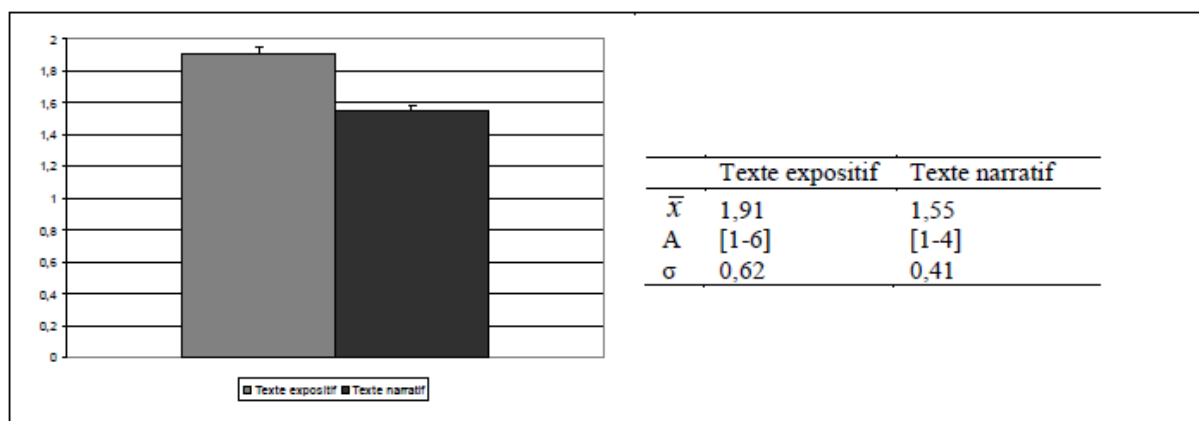 2
1,8
1,6
1,4
1,2
1
0,8
0,6
0,4
0,2
0
Texte expositif Texte narratif
Texte expositif Texte narratif
x̄ 1,91 1,55
A [1-6] [1-4]
σ 0,62 0,41